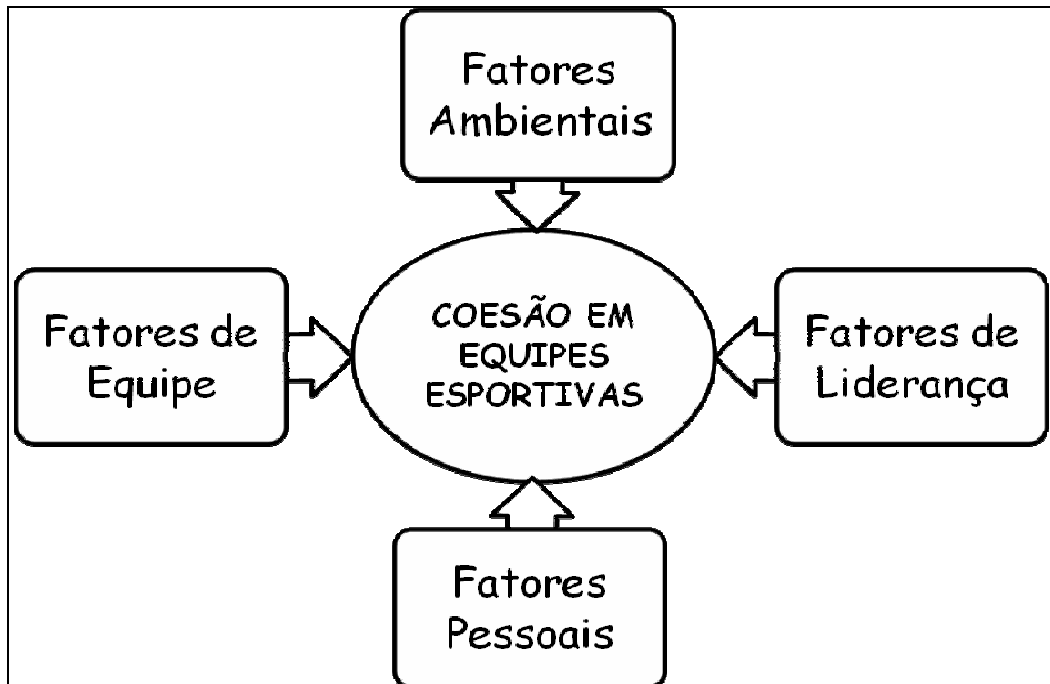 Fatores
Ambientais
Fatores de
Equipe
COESÃO EM
EQUIPES
ESPORTIVAS
Fatores de
Liderança
Fatores
Pessoais